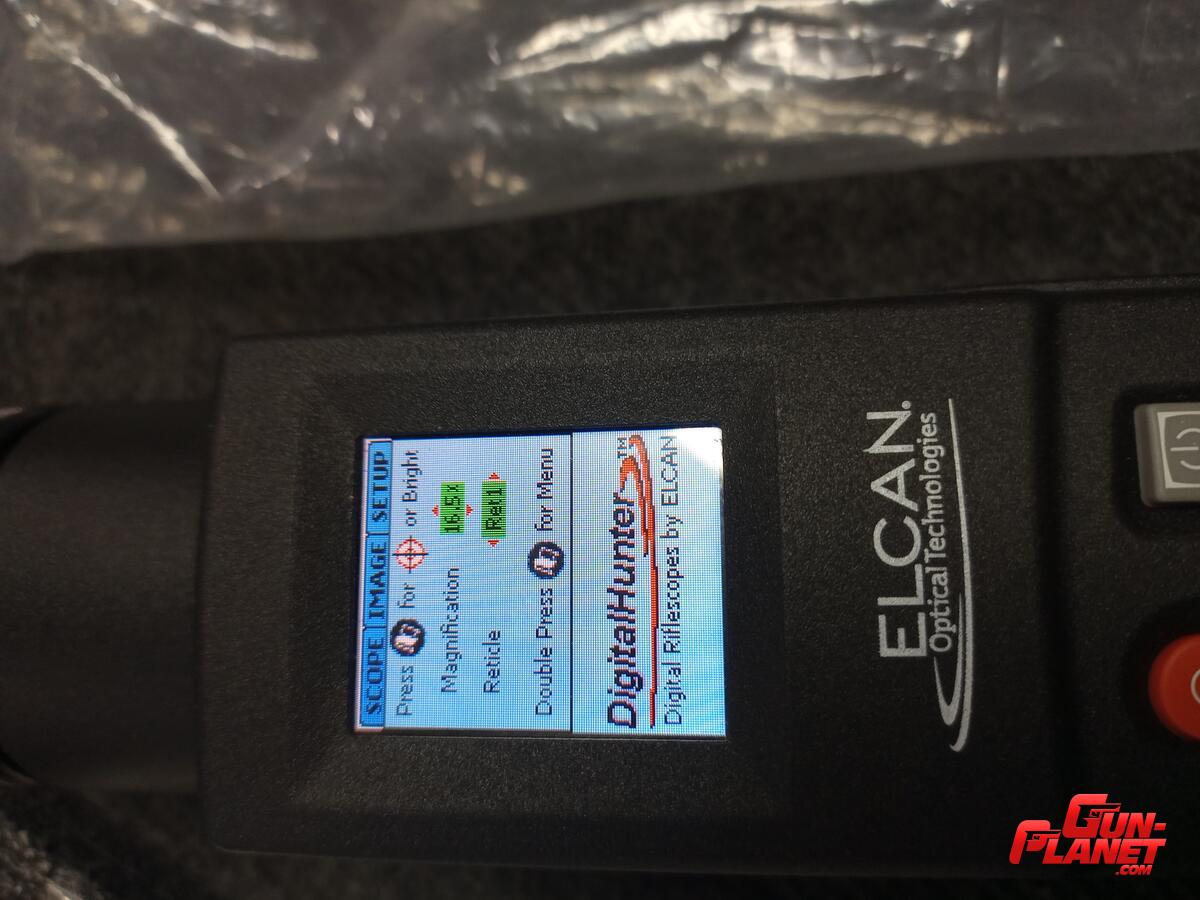 SCOPE IMAGE SETUP
Press for or Bright
Magnification 16.5x
Reticle Ret1
Double Press for Menu
DigitalHunter™
Digital Riflescopes by ELCAN
ELCAN.
Optical Technologies
GUN-
PLANET
.COM